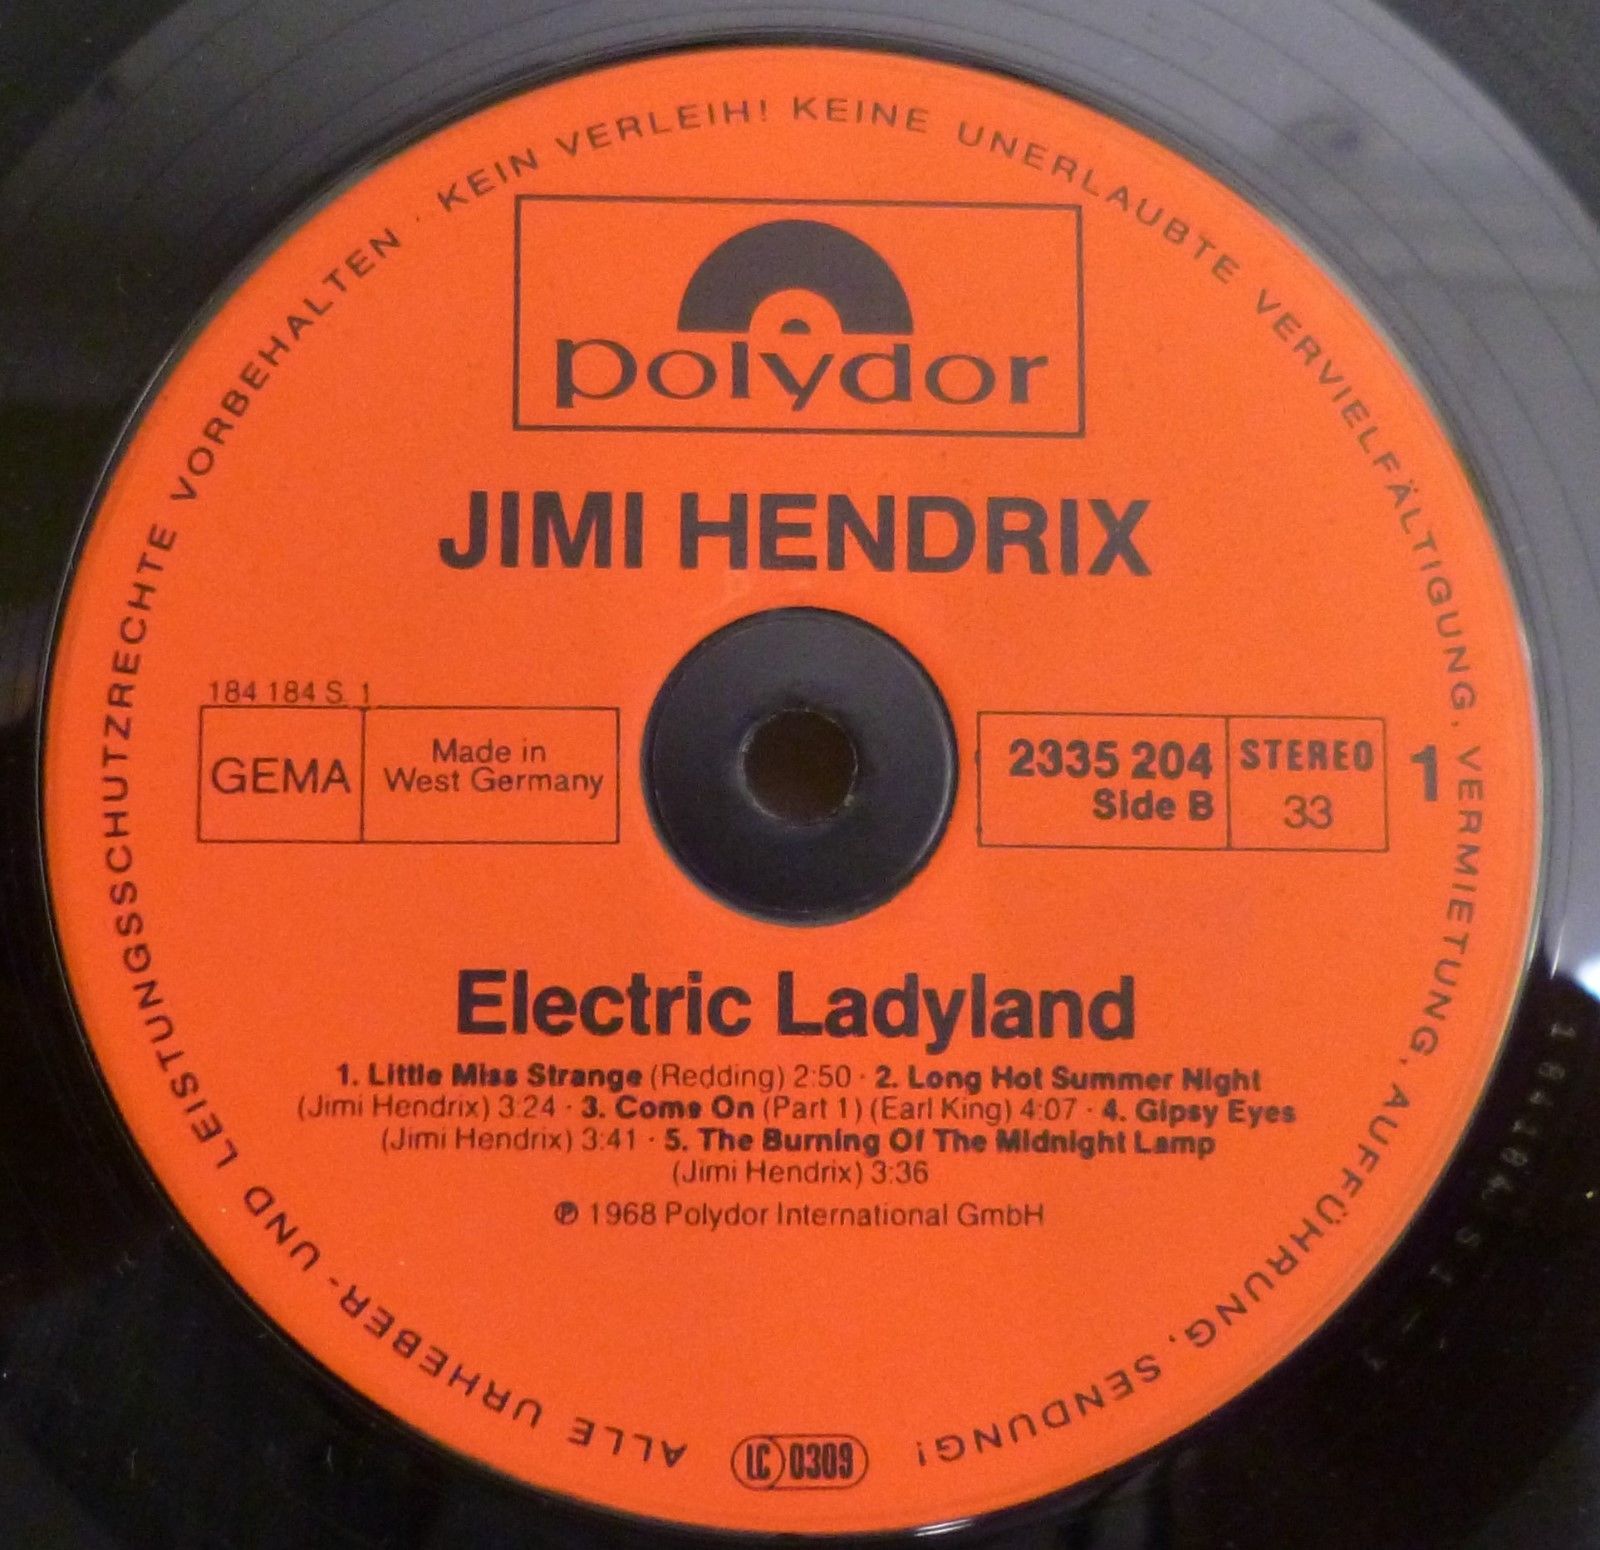 ALLE URHEBER- UND LEISTUNGSSCHUTZRECHTE VORBEHALTEN · KEIN VERLEIH! KEINE UNERLAUBTE VERVIELFÄLTIGUNG, VERMIETUNG, AUFFÜHRUNG, SENDUNG!
polydor
JIMI HENDRIX
184 184 S 1
GEMA
Made in
West Germany
2335 204
Side B
STEREO
33
1
Electric Ladyland
1. Little Miss Strange (Redding) 2:50 · 2. Long Hot Summer Night
(Jimi Hendrix) 3:24 · 3. Come On (Part 1) (Earl King) 4:07 · 4. Gipsy Eyes
(Jimi Hendrix) 3:41 · 5. The Burning Of The Midnight Lamp
(Jimi Hendrix) 3:36
℗ 1968 Polydor International GmbH
LC 0309
184184 S 1